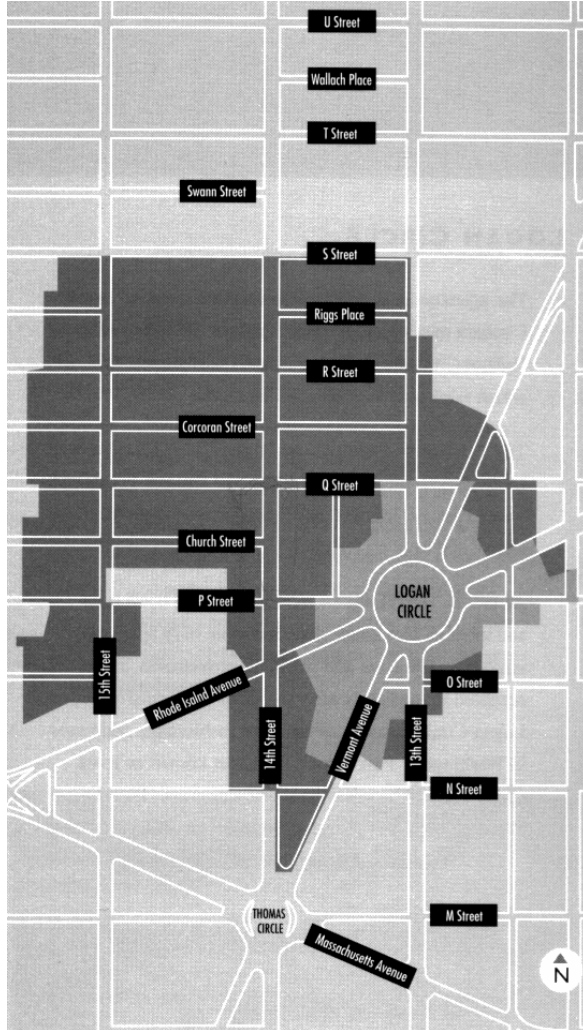 U Street
Wallach Place
T Street
Swann Street
S Street
Riggs Place
R Street
Corcoran Street
Q Street
Church Street
P Street
LOGAN
CIRCLE
15th Street
Rhode Isalnd Avenue
14th Street
Vermont Avenue
13th Street
O Street
N Street
THOMAS
CIRCLE
M Street
Massachusetts Avenue
N